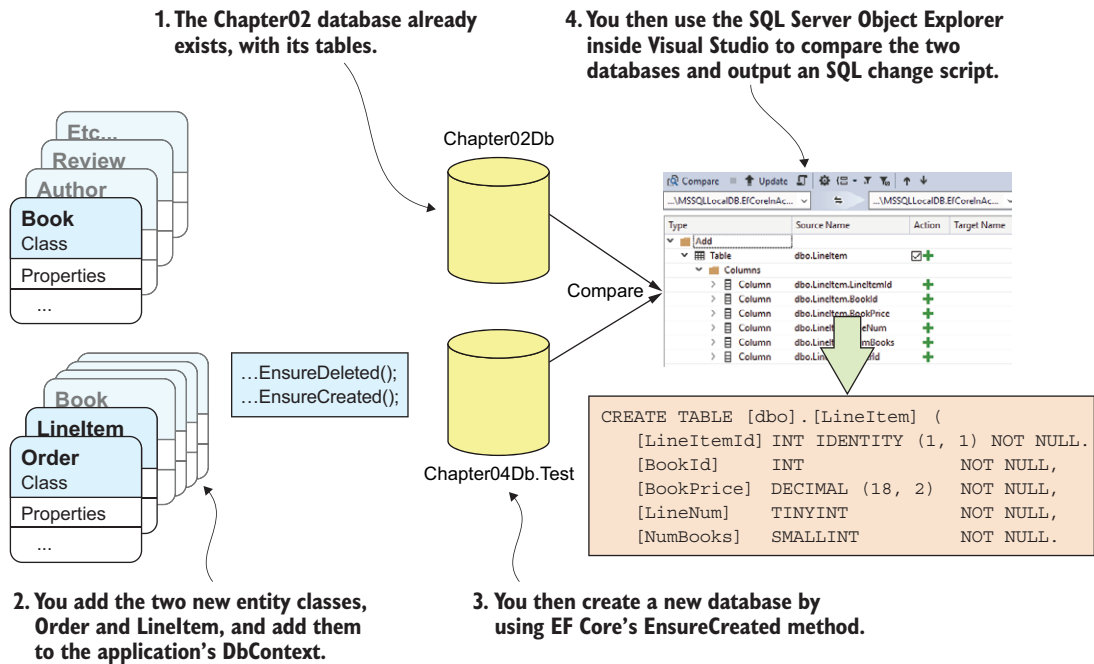 1. The Chapter02 database already
exists, with its tables.
4. You then use the SQL Server Object Explorer
inside Visual Studio to compare the two
databases and output an SQL change script.
Etc...
Review
Author
Book
Class
Properties
...
Chapter02Db
Compare
Compare Update
...\MSSQLLocalDB.EfCoreInAc... ...\MSSQLLocalDB.EfCoreInAc...
Type Source Name Action Target Name
Add
Table dbo.LineItem
Columns
Column dbo.LineItem.LineItemId
Column dbo.LineItem.BookId
Column dbo.LineItem.BookPrice
Column
Column
Column
Book
LineItem
Order
Class
Properties
...
…EnsureDeleted();
…EnsureCreated();
Chapter04Db.Test
CREATE TABLE [dbo].[LineItem] (
[LineItemId] INT IDENTITY (1, 1) NOT NULL.
[BookId] INT NOT NULL,
[BookPrice] DECIMAL (18, 2) NOT NULL,
[LineNum] TINYINT NOT NULL,
[NumBooks] SMALLINT NOT NULL.
2. You add the two new entity classes,
Order and LineItem, and add them
to the application's DbContext.
3. You then create a new database by
using EF Core's EnsureCreated method.